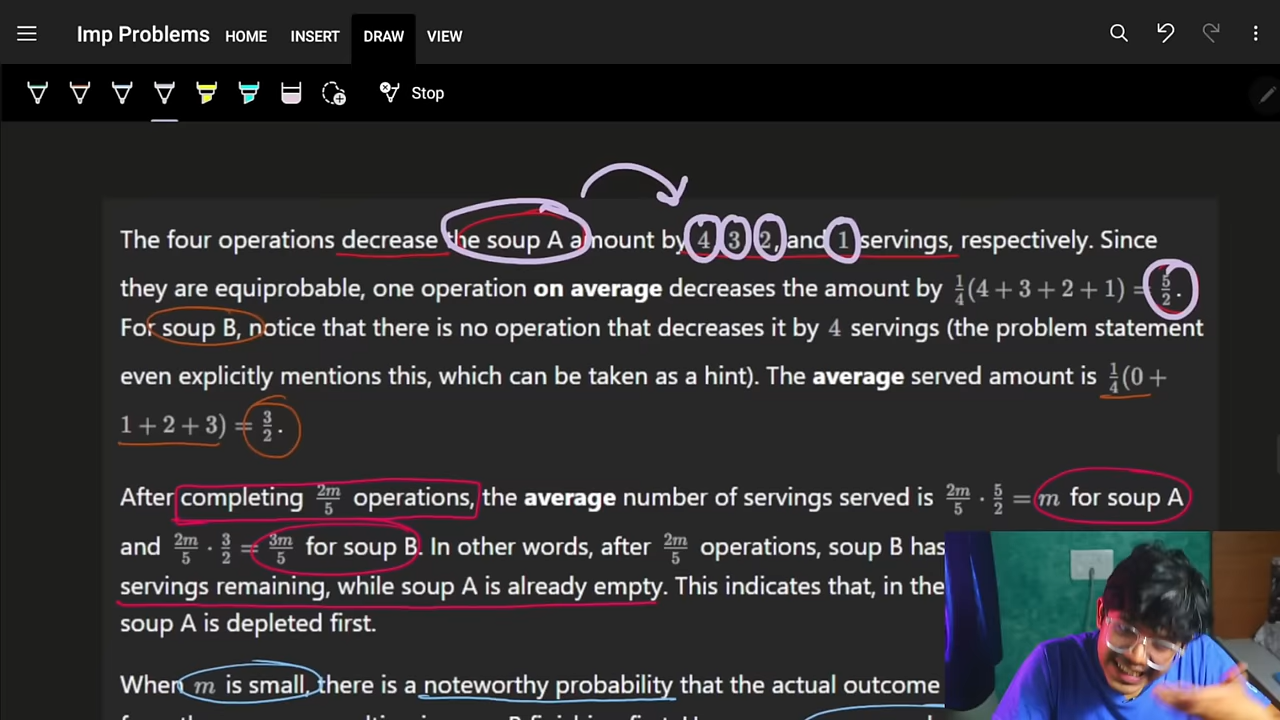 Imp Problems HOME INSERT DRAW VIEW
Stop
The four operations decrease the soup A amount by 4 3 2, and 1 servings, respectively. Since
they are equiprobable, one operation on average decreases the amount by 1/4(4 + 3 + 2 + 1) = 5/2.
For soup B, notice that there is no operation that decreases it by 4 servings (the problem statement
even explicitly mentions this, which can be taken as a hint). The average served amount is 1/4(0 +
1 + 2 + 3) = 3/2.
After completing 2m/5 operations, the average number of servings served is 2m/5 · 5/2 = m for soup A
and 2m/5 · 3/2 = 3m/5 for soup B. In other words, after 2m/5 operations, soup B has
servings remaining, while soup A is already empty. This indicates that, in the
soup A is depleted first.
When m is small, there is a noteworthy probability that the actual outcome